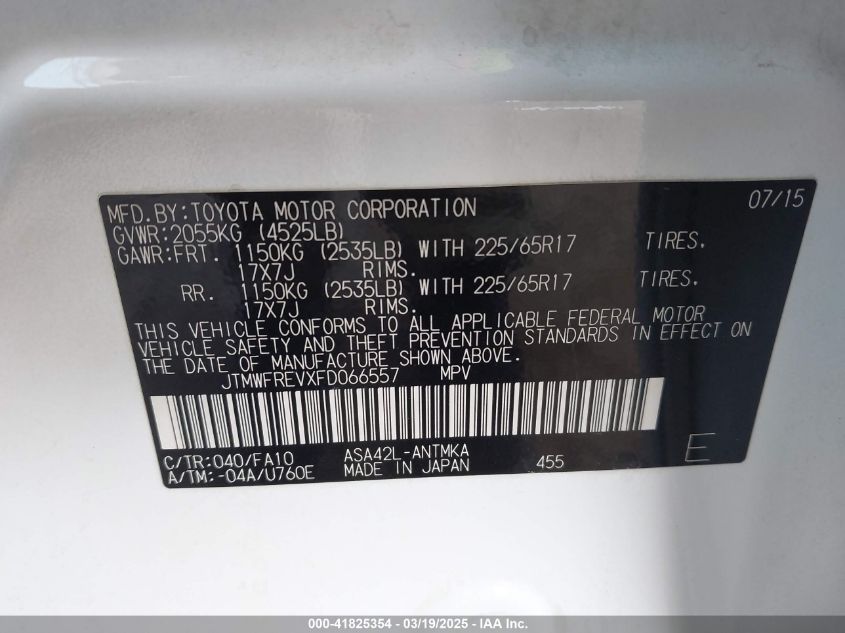 07/15
MFD.BY:TOYOTA MOTOR CORPORATION
GVWR:2055KG (4525LB)
GAWR:FRT. 1150KG (2535LB) WITH 225/65R17 TIRES.
17X7J RIMS.
RR. 1150KG (2535LB) WITH 225/65R17 TIRES.
17X7J RIMS.
THIS VEHICLE CONFORMS TO ALL APPLICABLE FEDERAL MOTOR
VEHICLE SAFETY AND THEFT PREVENTION STANDARDS IN EFFECT ON
THE DATE OF MANUFACTURE SHOWN ABOVE.
JTMWFREVXFD066557 MPV
C/TR:040/FA10 ASA42L-ANTMKA
A/TM:-04A/U760E MADE IN JAPAN 455 E
000-41825354 - 03/19/2025 - IAA Inc.